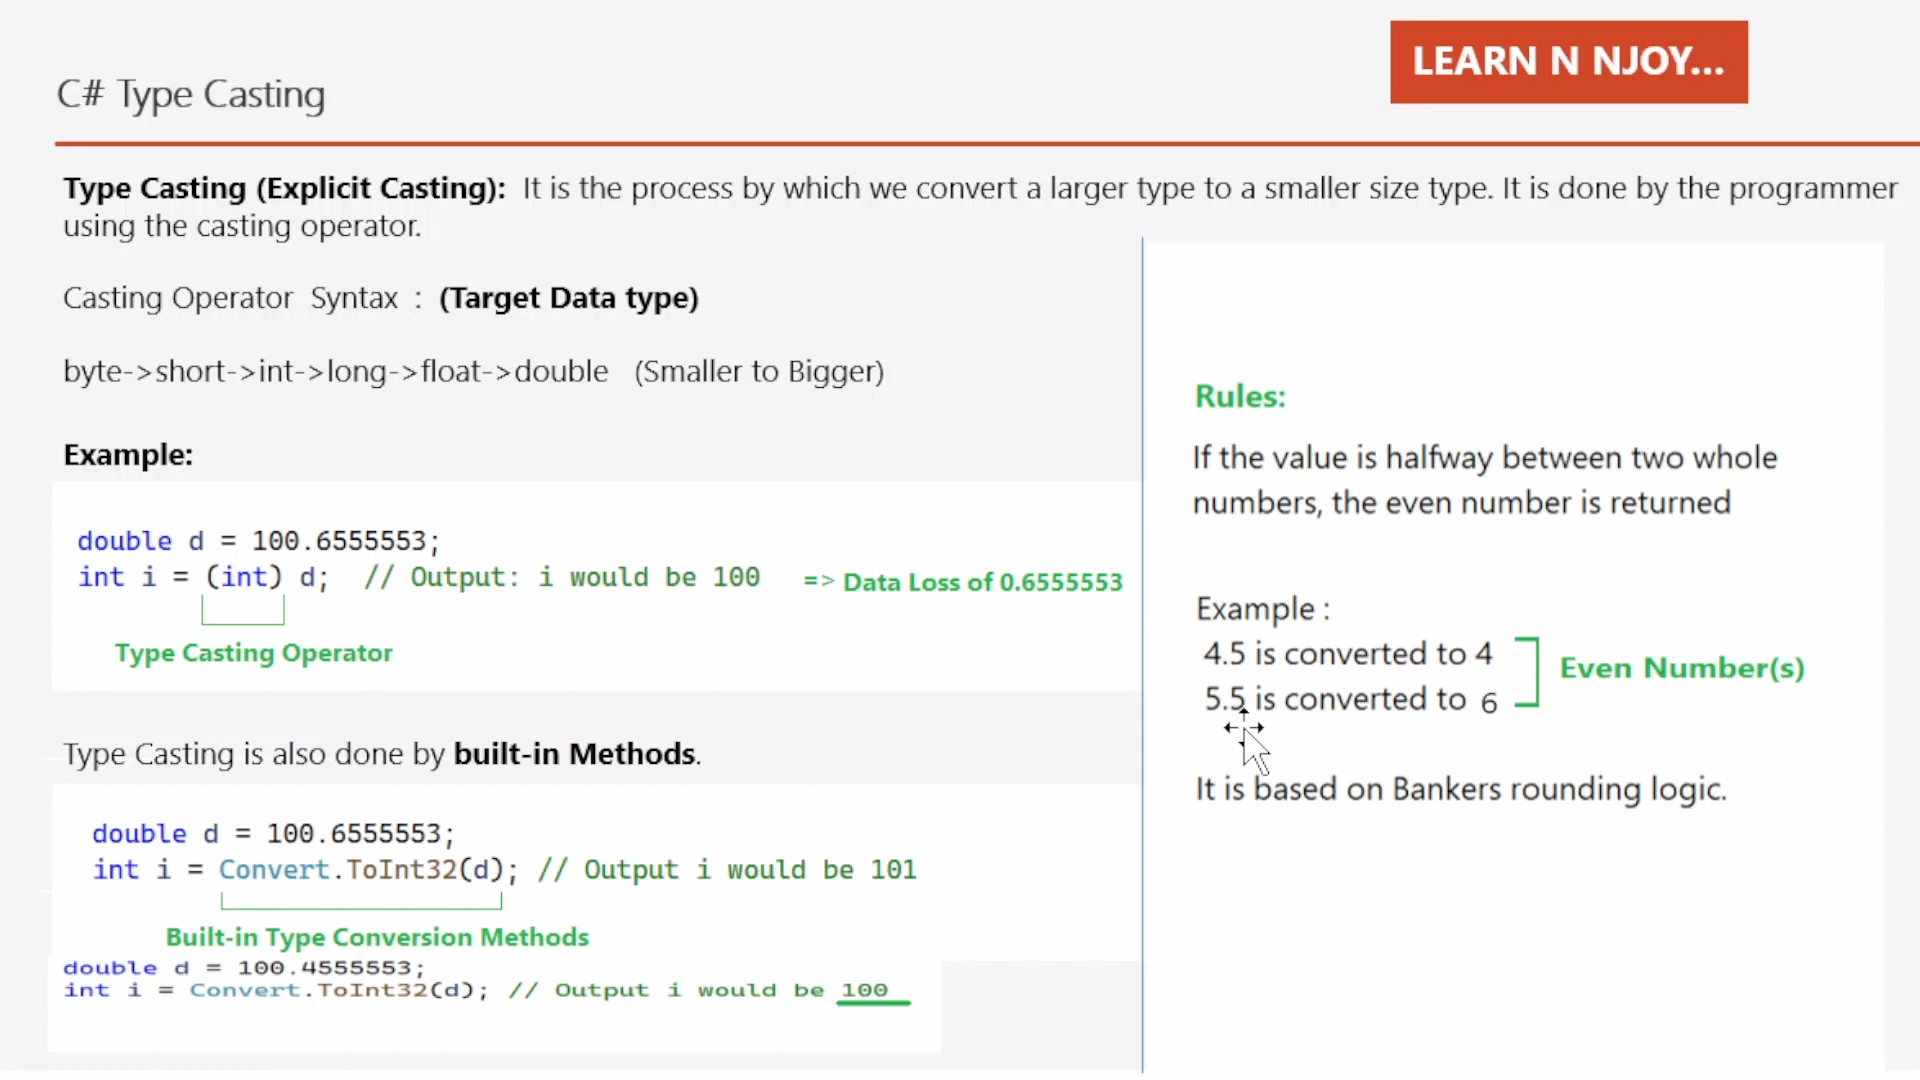 LEARN N NJOY...
C# Type Casting
Type Casting (Explicit Casting): It is the process by which we convert a larger type to a smaller size type. It is done by the programmer
using the casting operator.
Casting Operator Syntax : (Target Data type)
byte->short->int->long->float->double (Smaller to Bigger)
Example:
double d = 100.6555553;
int i = (int) d; // Output: i would be 100 => Data Loss of 0.6555553
Type Casting Operator
Type Casting is also done by built-in Methods.
double d = 100.6555553;
int i = Convert.ToInt32(d); // Output i would be 101
Built-in Type Conversion Methods
double d = 100.4555553;
int i = Convert.ToInt32(d); // Output i would be 100
Rules:
If the value is halfway between two whole
numbers, the even number is returned
Example :
4.5 is converted to 4
5.5 is converted to 6
Even Number(s)
It is based on Bankers rounding logic.